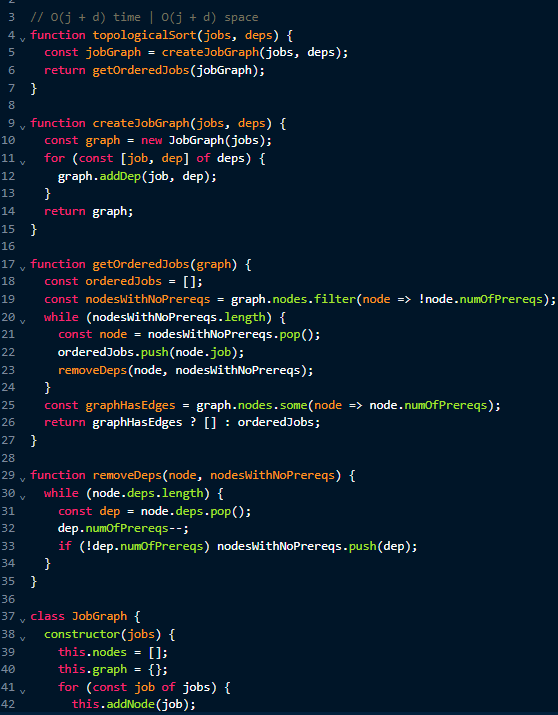 2
3 // O(j + d) time | O(j + d) space
4 function topologicalSort(jobs, deps) {
5   const jobGraph = createJobGraph(jobs, deps);
6   return getOrderedJobs(jobGraph);
7 }
8
9 function createJobGraph(jobs, deps) {
10   const graph = new JobGraph(jobs);
11   for (const [job, dep] of deps) {
12     graph.addDep(job, dep);
13   }
14   return graph;
15 }
16
17 function getOrderedJobs(graph) {
18   const orderedJobs = [];
19   const nodesWithNoPrereqs = graph.nodes.filter(node => !node.numOfPrereqs);
20   while (nodesWithNoPrereqs.length) {
21     const node = nodesWithNoPrereqs.pop();
22     orderedJobs.push(node.job);
23     removeDeps(node, nodesWithNoPrereqs);
24   }
25   const graphHasEdges = graph.nodes.some(node => node.numOfPrereqs);
26   return graphHasEdges ? [] : orderedJobs;
27 }
28
29 function removeDeps(node, nodesWithNoPrereqs) {
30   while (node.deps.length) {
31     const dep = node.deps.pop();
32     dep.numOfPrereqs--;
33     if (!dep.numOfPrereqs) nodesWithNoPrereqs.push(dep);
34   }
35 }
36
37 class JobGraph {
38   constructor(jobs) {
39     this.nodes = [];
40     this.graph = {};
41     for (const job of jobs) {
42       this.addNode(job);